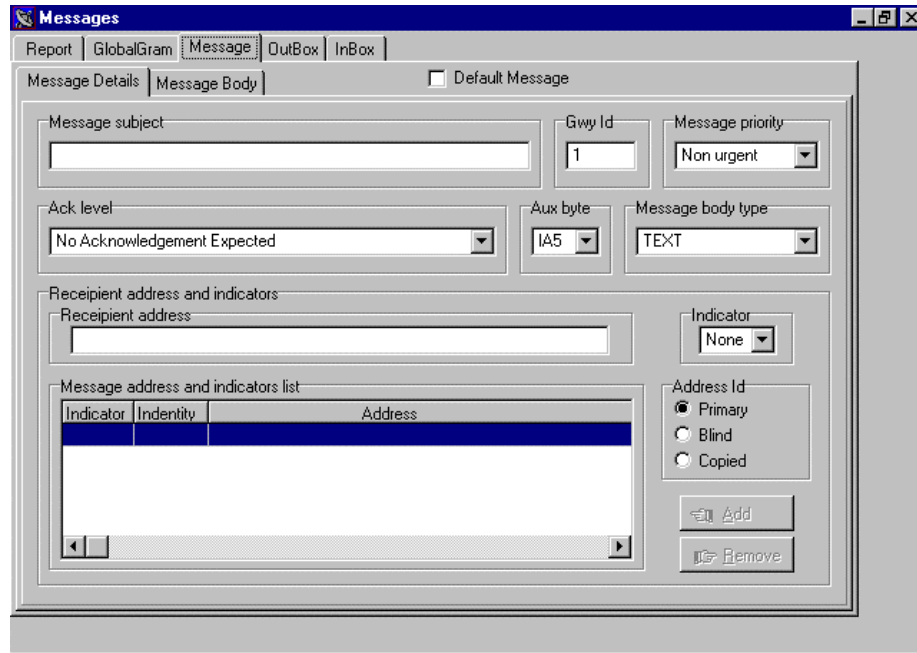 Messages
Report GlobalGram Message OutBox InBox
Message Details Message Body Default Message
Message subject Gwy Id Message priority
1 Non urgent
Ack level Aux byte Message body type
No Acknowledgement Expected IA5 TEXT
Receipient address and indicators
Receipient address Indicator
None
Message address and indicators list Address Id
Indicator Indentity Address Primary
Blind
Copied
Add
Remove